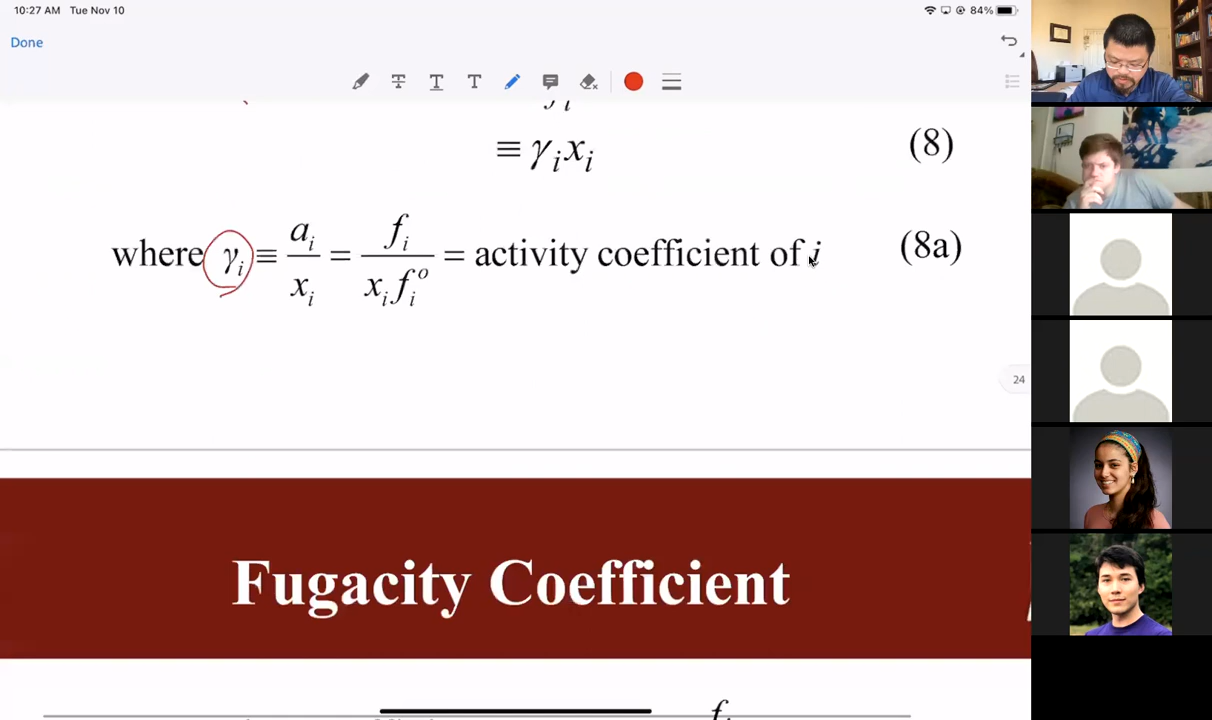 10:27 AM Tue Nov 10
84%
Done
≡ γᵢxᵢ (8)
where γᵢ ≡ aᵢ/xᵢ = fᵢ/(xᵢfᵢᵒ) = activity coefficient of i (8a)
24
Fugacity Coefficient